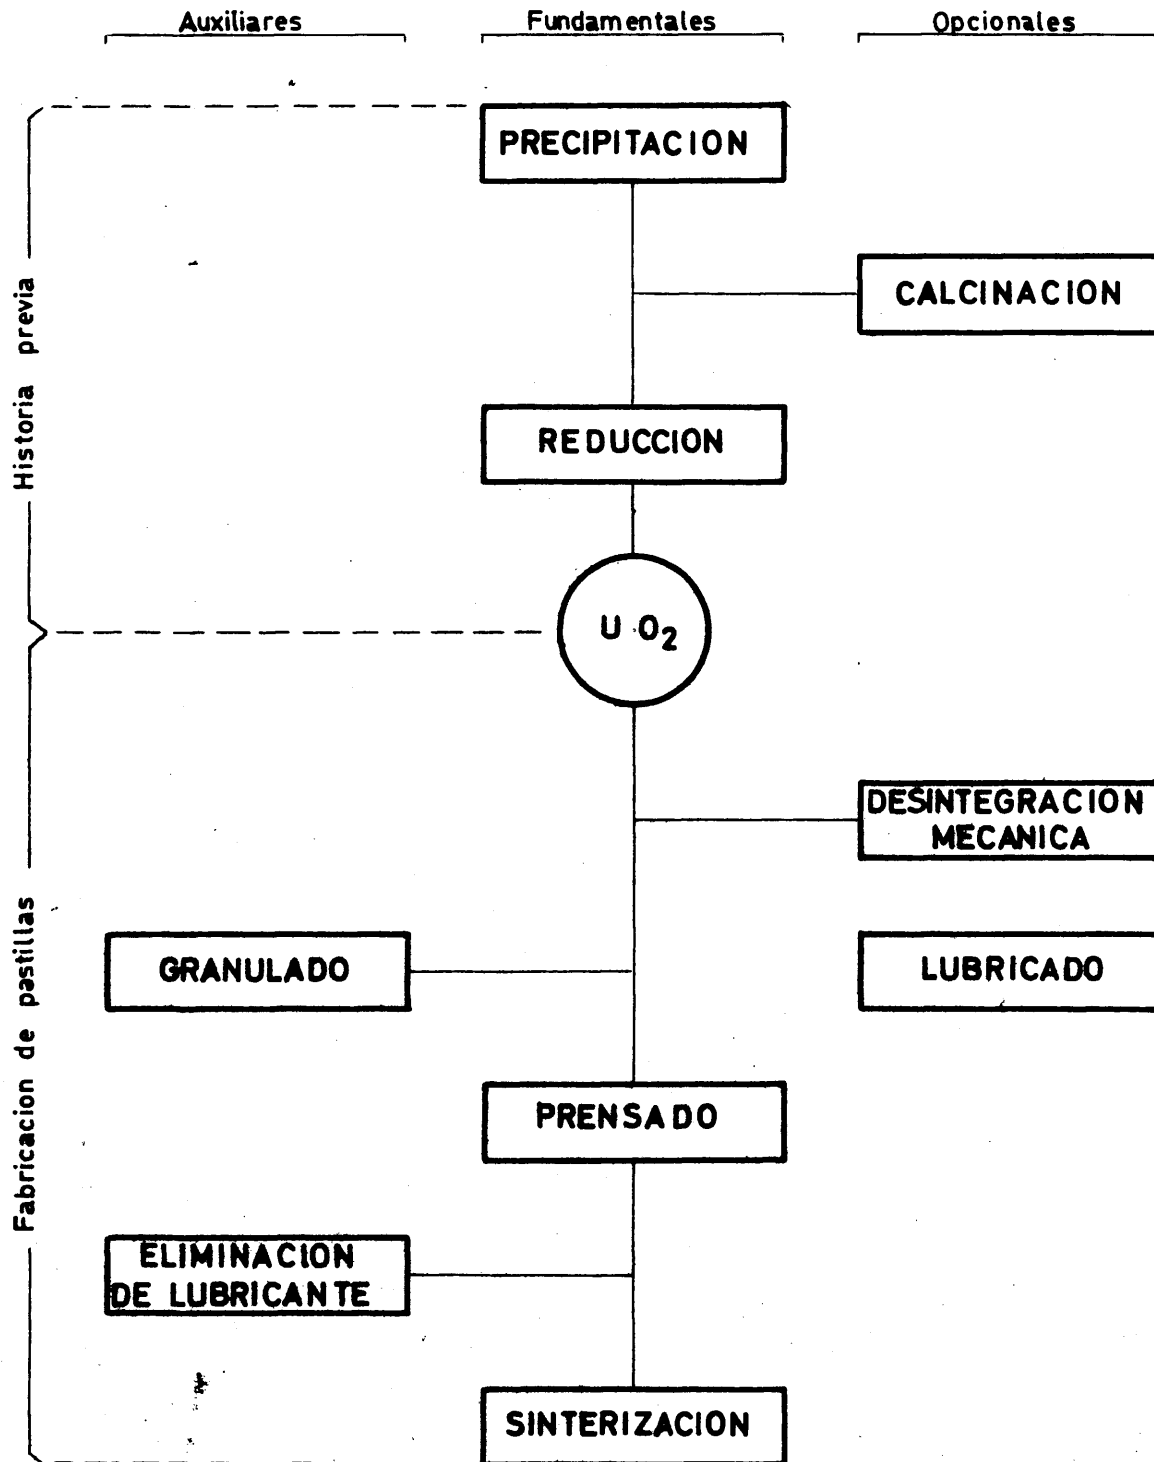 Auxiliares
Fundamentales
Opcionales
PRECIPITACION
CALCINACION
Historia previa
REDUCCION
UO2
DESINTEGRACION
MECANICA
GRANULADO
LUBRICADO
Fabricacion de pastillas
PRENSADO
ELIMINACION
DE LUBRICANTE
SINTERIZACION